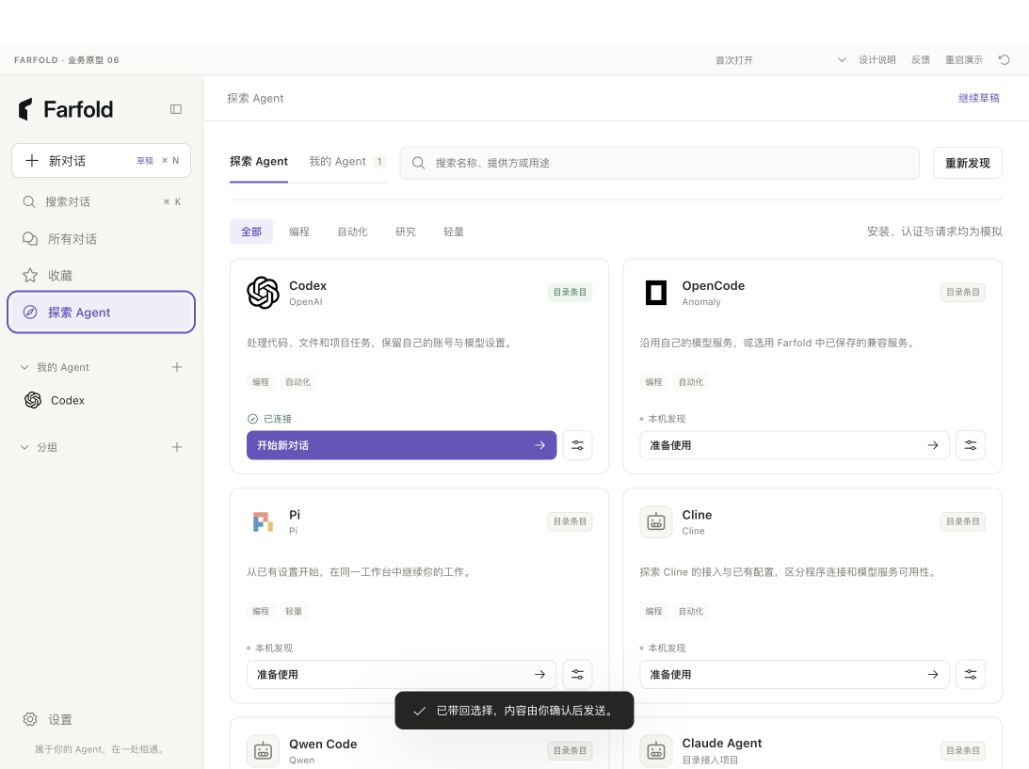 FARFOLD · 业务原型 06
首次打开
设计说明
反馈
重启演示
Farfold
新对话
草稿
⌘ N
搜索对话
⌘ K
所有对话
收藏
探索 Agent
我的 Agent
Codex
分组
设置
属于你的 Agent，在一处相遇。
探索 Agent
继续草稿
探索 Agent
我的 Agent 1
搜索名称、提供方或用途
重新发现
全部
编程
自动化
研究
轻量
安装、认证与请求均为模拟
Codex
OpenAI
目录条目
处理代码、文件和项目任务，保留自己的账号与模型设置。
编程
自动化
已连接
开始新对话
OpenCode
Anomaly
目录条目
沿用自己的模型服务，或选用 Farfold 中已保存的兼容服务。
编程
自动化
本机发现
准备使用
Pi
Pi
目录条目
从已有设置开始，在同一工作台中继续你的工作。
编程
轻量
本机发现
准备使用
Cline
Cline
目录条目
探索 Cline 的接入与已有配置，区分程序连接和模型服务可用性。
编程
自动化
本机发现
准备使用
已带回选择，内容由你确认后发送。
Qwen Code
Qwen
目录条目
Claude Agent
目录接入项目
目录条目